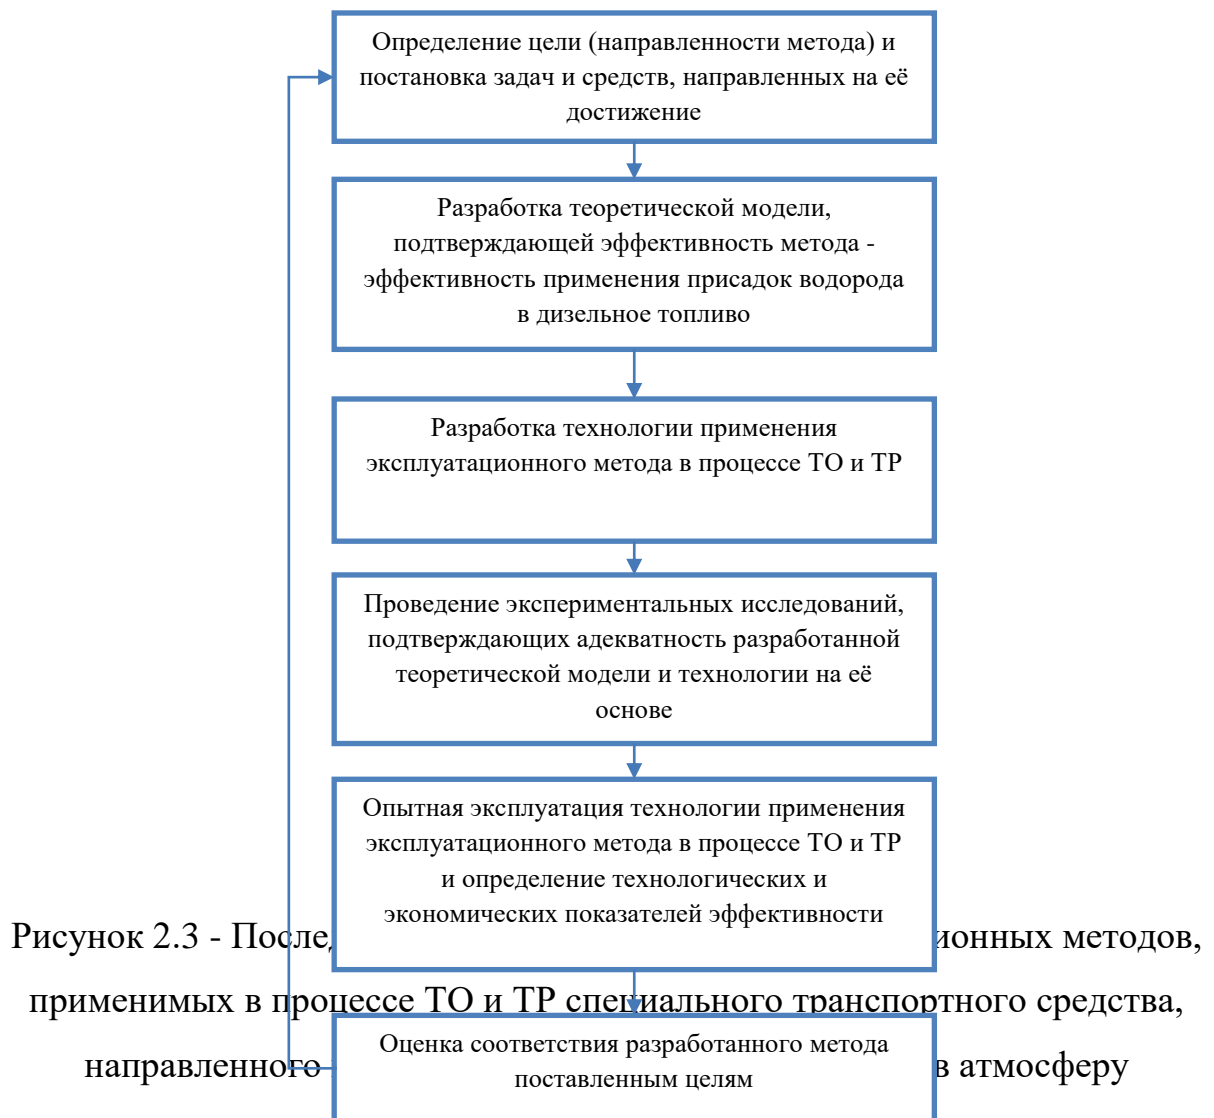 Определение цели (направленности метода) и
постановка задач и средств, направленных на её
достижение
Разработка теоретической модели,
подтверждающей эффективность метода -
эффективность применения присадок водорода
в дизельное топливо
Разработка технологии применения
эксплуатационного метода в процессе ТО и ТР
Проведение экспериментальных исследований,
подтверждающих адекватность разработанной
теоретической модели и технологии на её
основе
Опытная эксплуатация технологии применения
эксплуатационного метода в процессе ТО и ТР
и определение технологических и
экономических показателей эффективности
Оценка соответствия разработанного метода
поставленным целям
Рисунок 2.3 - После ионных методов,
применимых в процессе ТО и ТР специального транспортного средства,
направленного в атмосферу